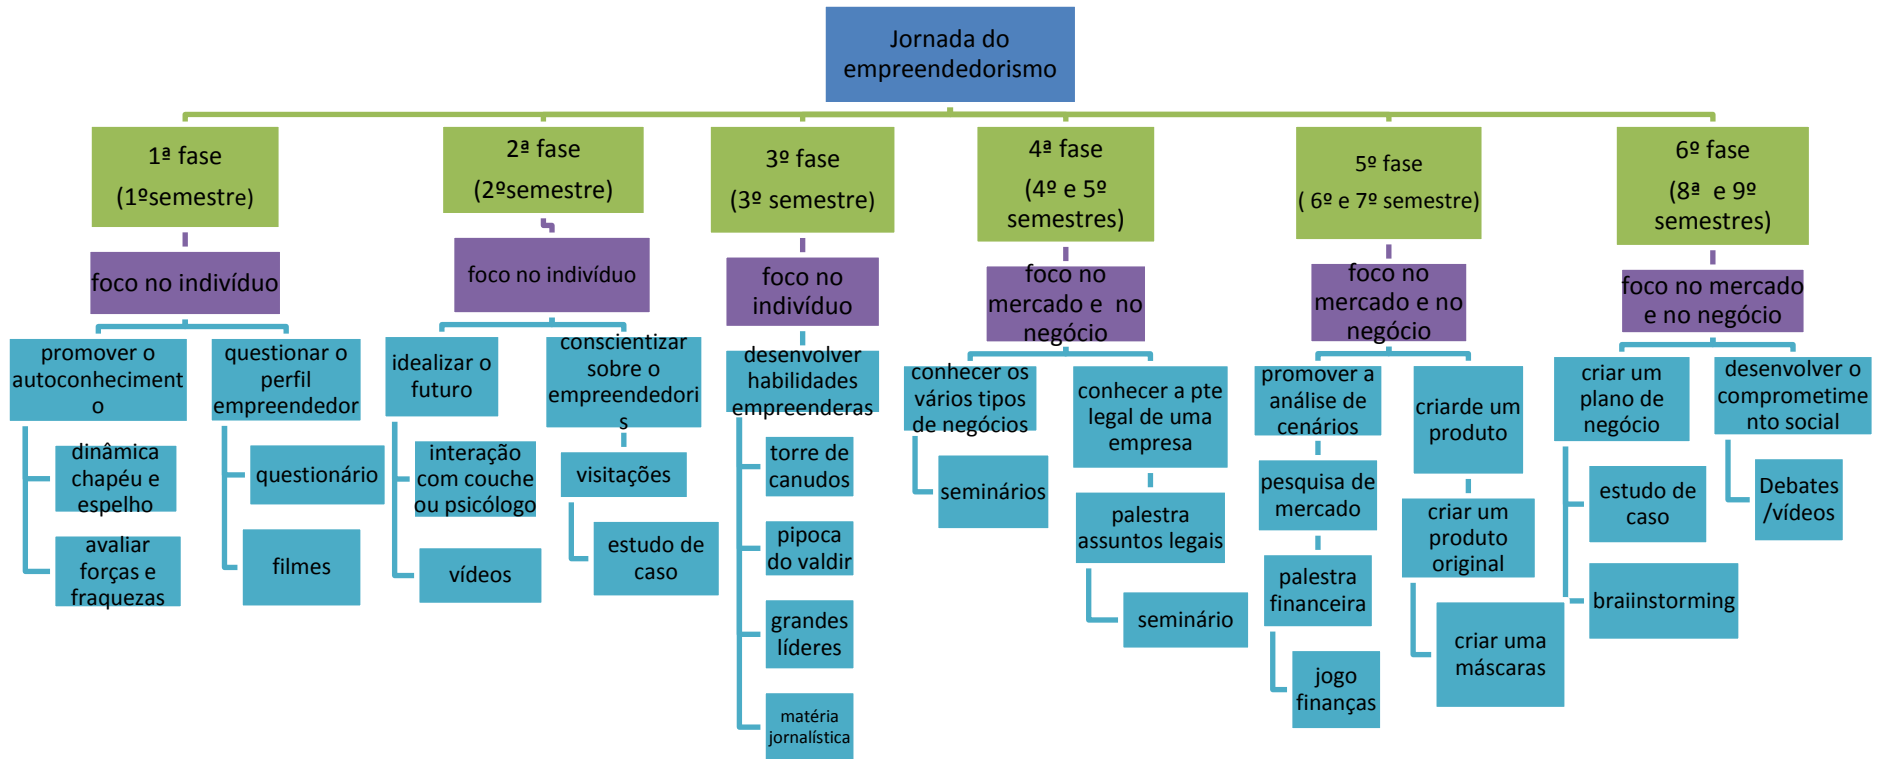 Jornada do
empreendedorismo
1ª fase
(1ºsemestre)
foco no indivíduo
promover o
autoconheciment
o
dinâmica
chapéu e
espelho
avaliar
forças e
fraquezas
questionar o
perfil
empreendedor
questionário
filmes
2ª fase
(2ºsemestre)
foco no indivíduo
idealizar o
futuro
interação
com couche
ou psicólogo
vídeos
conscientizar
sobre o
empreendedori
s
visitações
estudo de
caso
3º fase
(3º semestre)
foco no
indivíduo
desenvolver
habilidades
empreenderas
torre de
canudos
pipoca
do valdir
grandes
líderes
matéria
jornalística
4ª fase
(4º e 5º
semestres)
foco no
mercado e  no
negócio
conhecer os
vários tipos
de negócios
seminários
conhecer a pte
legal de uma
empresa
palestra
assuntos legais
seminário
5º fase
( 6º e 7º semestre)
foco no
mercado e no
negócio
promover a
análise de
cenários
pesquisa de
mercado
palestra
financeira
jogo
finanças
criarde um
produto
criar um
produto
original
criar uma
máscaras
6º fase
(8ª  e 9º
semestres)
foco no mercado
e no negócio
criar um
plano de
negócio
estudo de
caso
braiinstorming
desenvolver o
comprometime
nto social
Debates
/vídeos